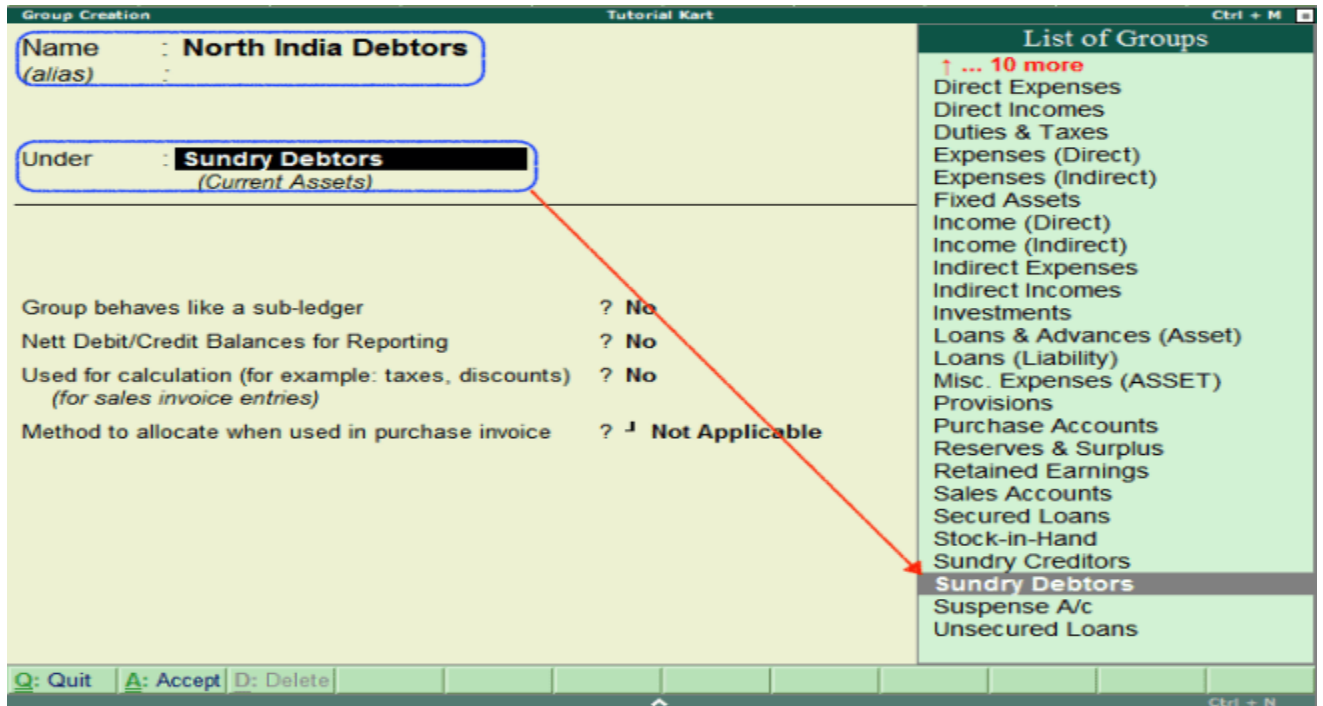 Group Creation Tutorial Kart Ctrl + M
Name : North India Debtors
(alias) :
Under : Sundry Debtors
(Current Assets)
Group behaves like a sub-ledger ? No
Nett Debit/Credit Balances for Reporting ? No
Used for calculation (for example: taxes, discounts) ? No
(for sales invoice entries)
Method to allocate when used in purchase invoice ? ┘ Not Applicable
List of Groups
↑ ... 10 more
Direct Expenses
Direct Incomes
Duties & Taxes
Expenses (Direct)
Expenses (Indirect)
Fixed Assets
Income (Direct)
Income (Indirect)
Indirect Expenses
Indirect Incomes
Investments
Loans & Advances (Asset)
Loans (Liability)
Misc. Expenses (ASSET)
Provisions
Purchase Accounts
Reserves & Surplus
Retained Earnings
Sales Accounts
Secured Loans
Stock-in-Hand
Sundry Creditors
Sundry Debtors
Suspense A/c
Unsecured Loans
Q: Quit A: Accept D: Delete
Ctrl + N